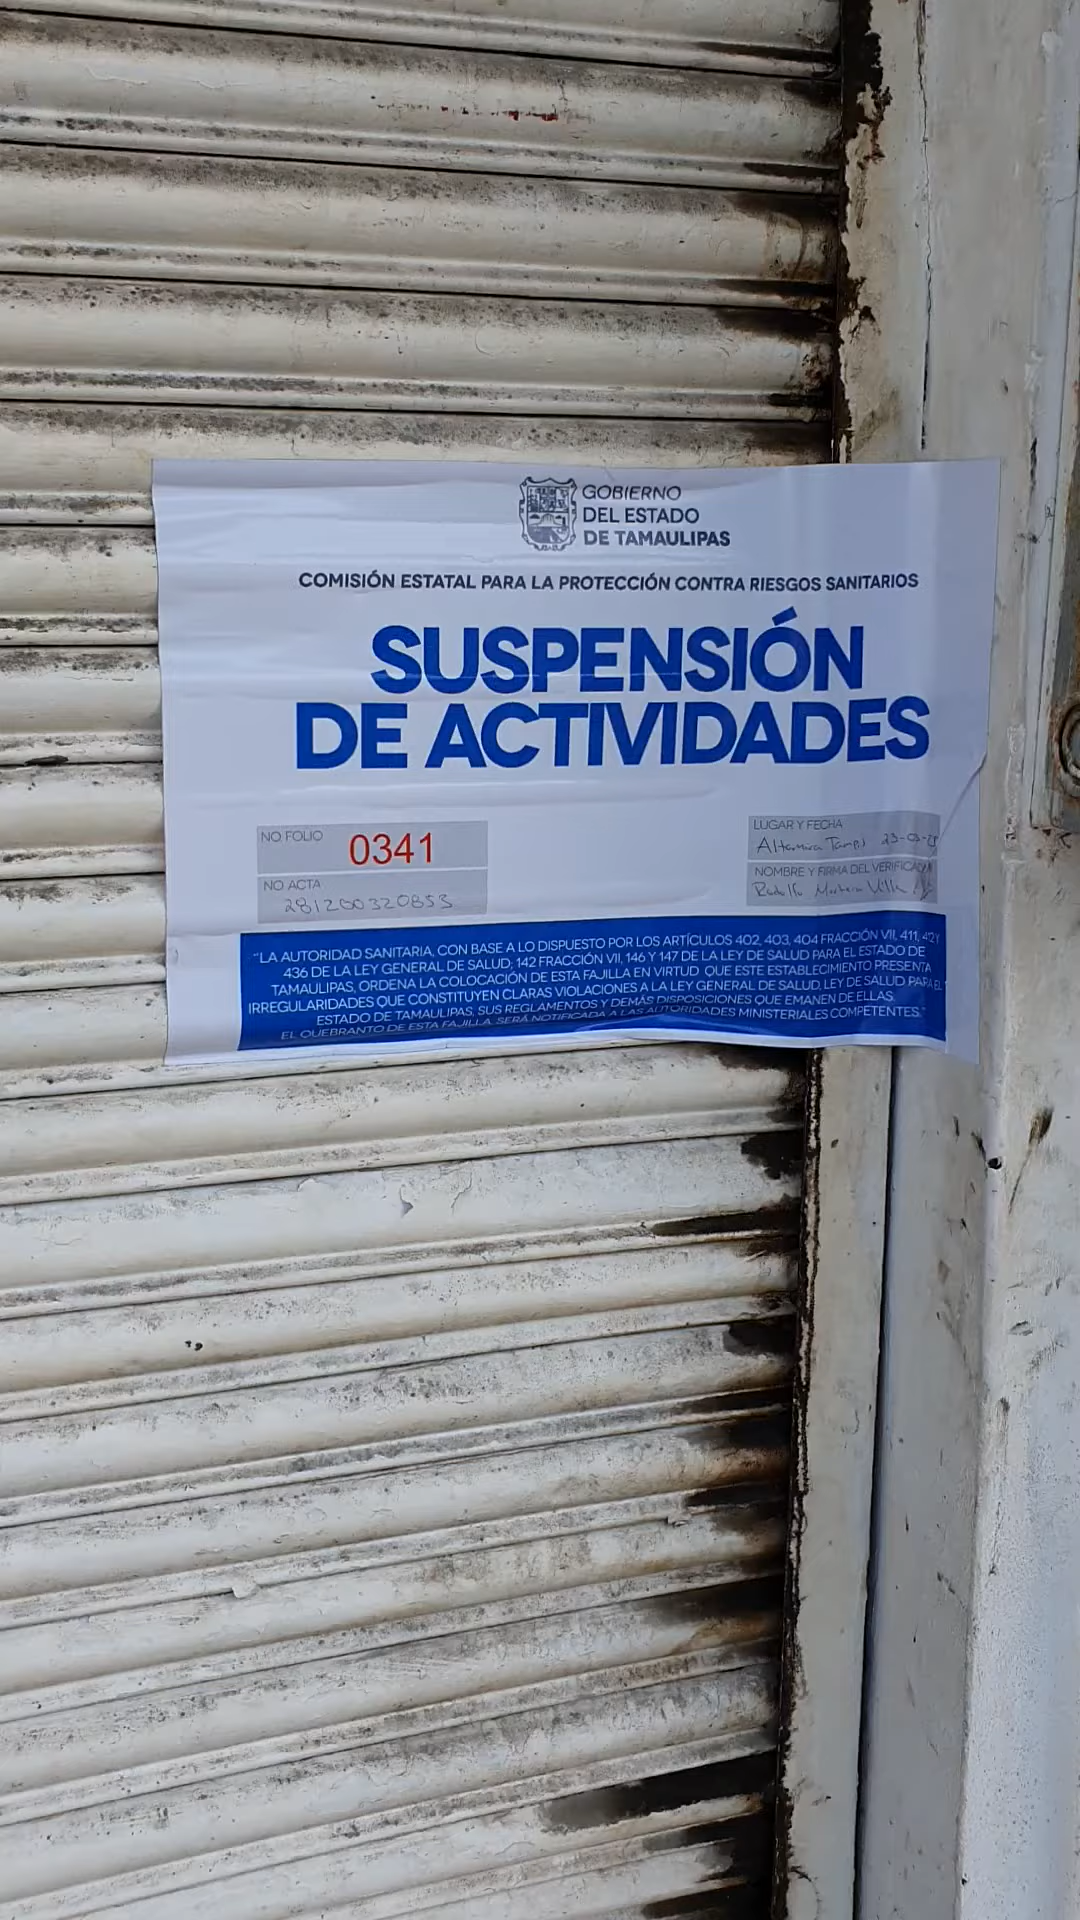 GOBIERNO
DEL ESTADO
DE TAMAULIPAS
COMISIÓN ESTATAL PARA LA PROTECCIÓN CONTRA RIESGOS SANITARIOS
SUSPENSIÓN
DE ACTIVIDADES
NO. FOLIO 0341
NO ACTA
281200320853
LUGAR Y FECHA
Altamira Tamps
NOMBRE Y FIRMA DEL VERIFICADOR
Rodolfo Villa
"LA AUTORIDAD SANITARIA, CON BASE A LO DISPUESTO POR LOS ARTÍCULOS 402, 403, 404 FRACCIÓN VII, 411,
436 DE LA LEY GENERAL DE SALUD; 142 FRACCIÓN VII, 146 Y 147 DE LA LEY DE SALUD PARA EL ESTADO DE
TAMAULIPAS, ORDENA LA COLOCACIÓN DE ESTA FAJILLA EN VIRTUD QUE ESTE ESTABLECIMIENTO PRESENTA
IRREGULARIDADES QUE CONSTITUYEN CLARAS VIOLACIONES A LA LEY GENERAL DE SALUD, LEY DE SALUD PARA EL
ESTADO DE TAMAULIPAS, SUS REGLAMENTOS Y DEMÁS DISPOSICIONES QUE EMANEN DE ELLAS.
EL QUEBRANTO DE ESTA FAJILLA, SERÁ NOTIFICADA A LAS AUTORIDADES MINISTERIALES COMPETENTES."